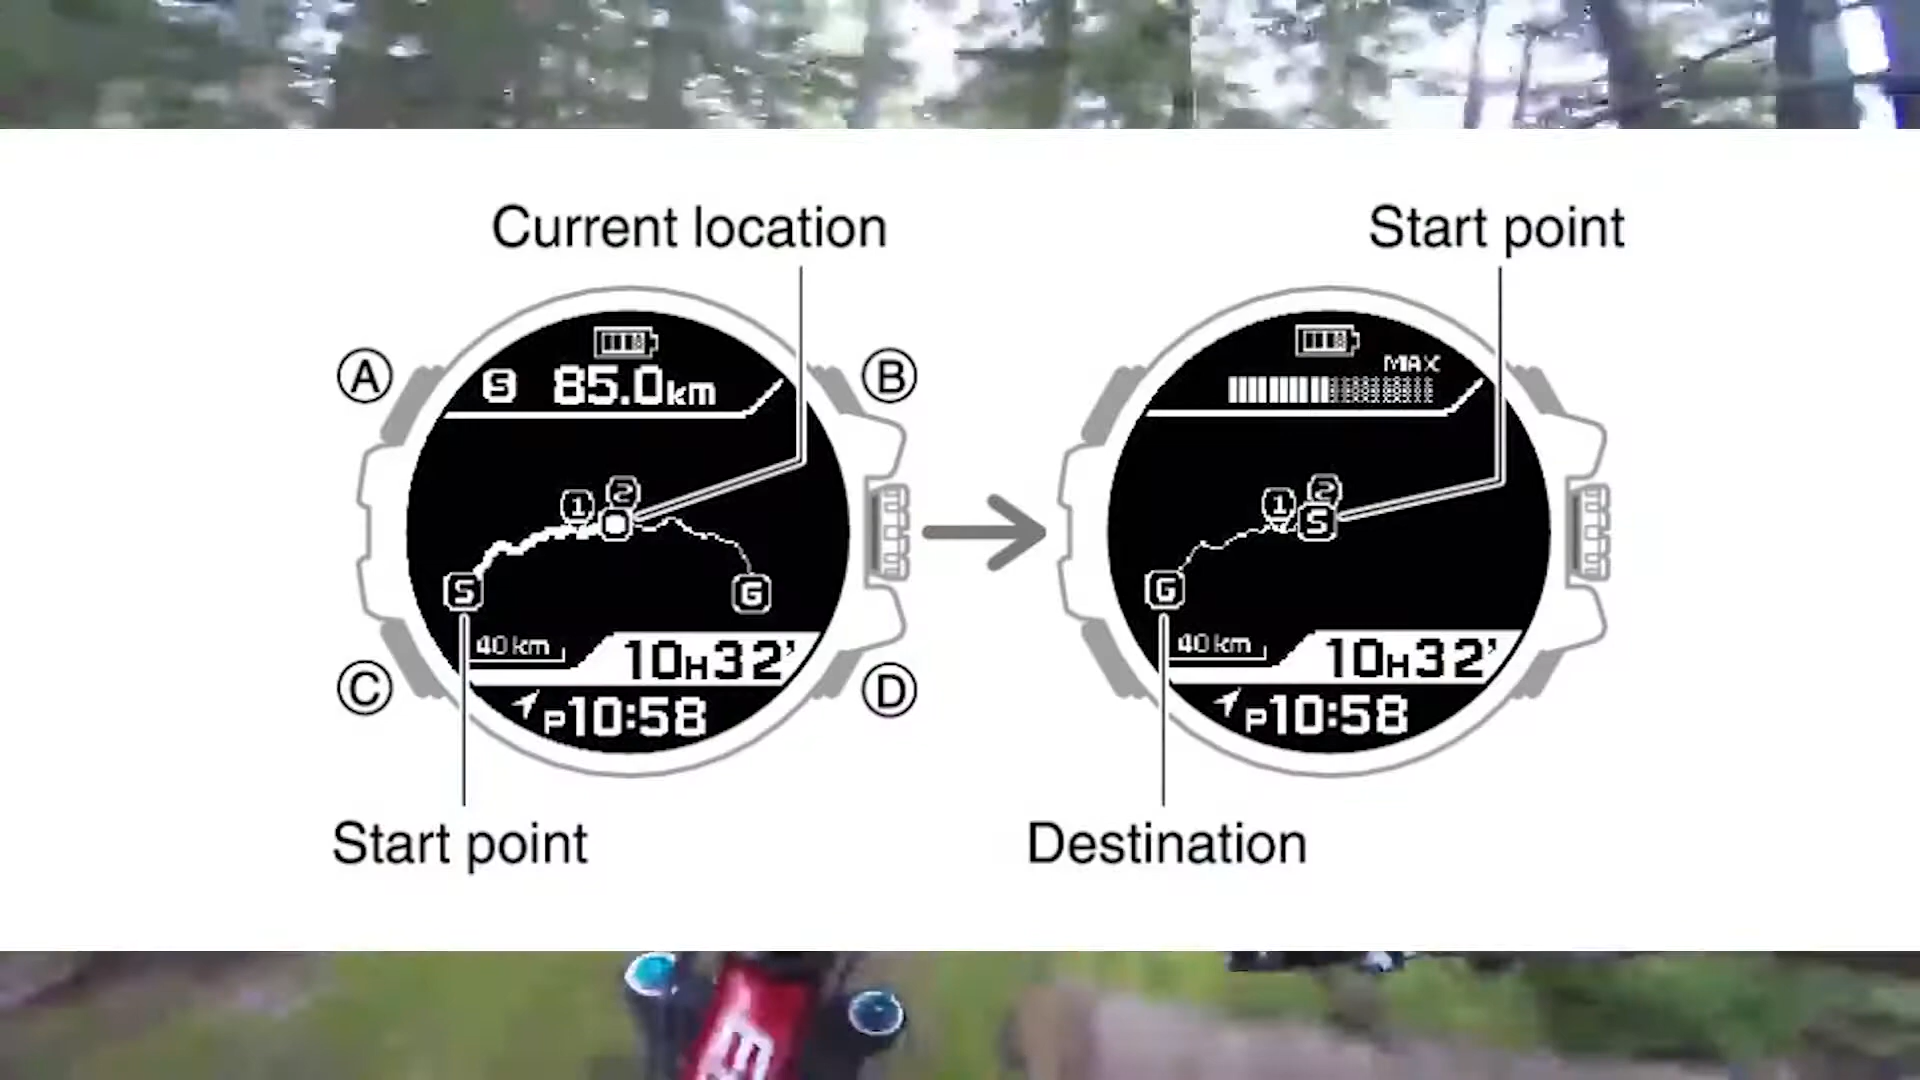 Current location
Start point
A
B
S 85.0km
MAX
1
2
1
2
S
S
G
G
40 km
10H32'
40 km
10H32'
C
D
P10:58
P10:58
Start point
Destination